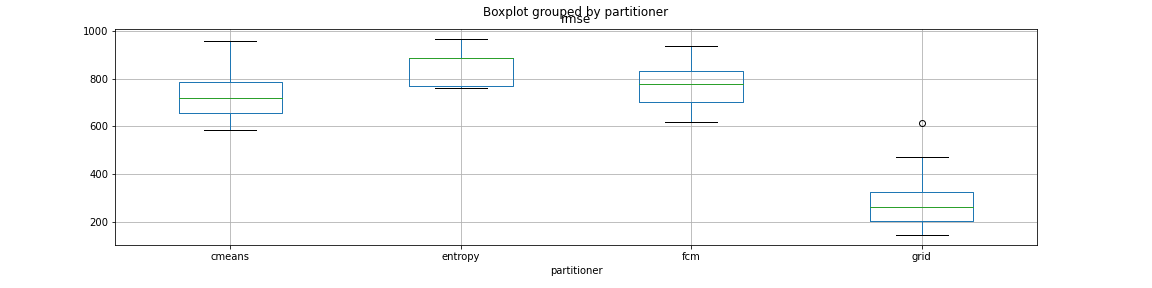 Boxplot grouped by partitioner
rmse
1000
800
600
400
200
cmeans entropy fcm grid
partitioner